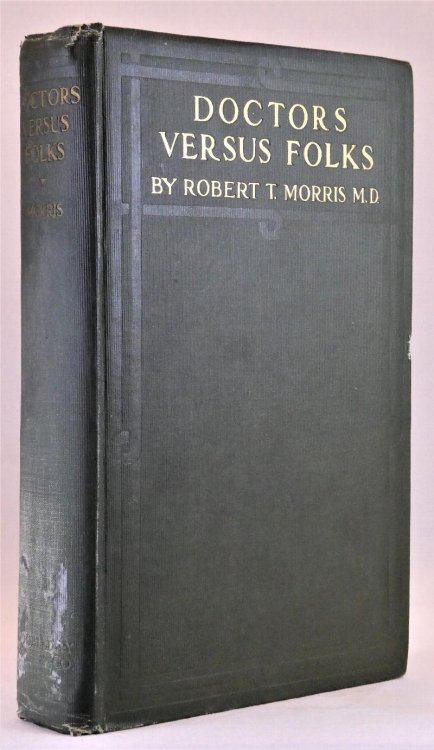 DOCTORS
VERSUS FOLKS
BY ROBERT T. MORRIS M.D.
DOCTORS
VERSUS
FOLKS
MORRIS